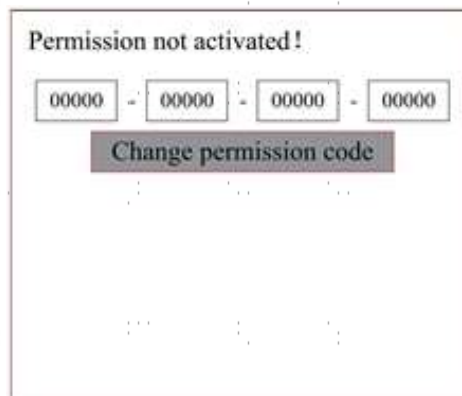 Permission not activated!
00000 - 00000 - 00000 - 00000
Change permission code